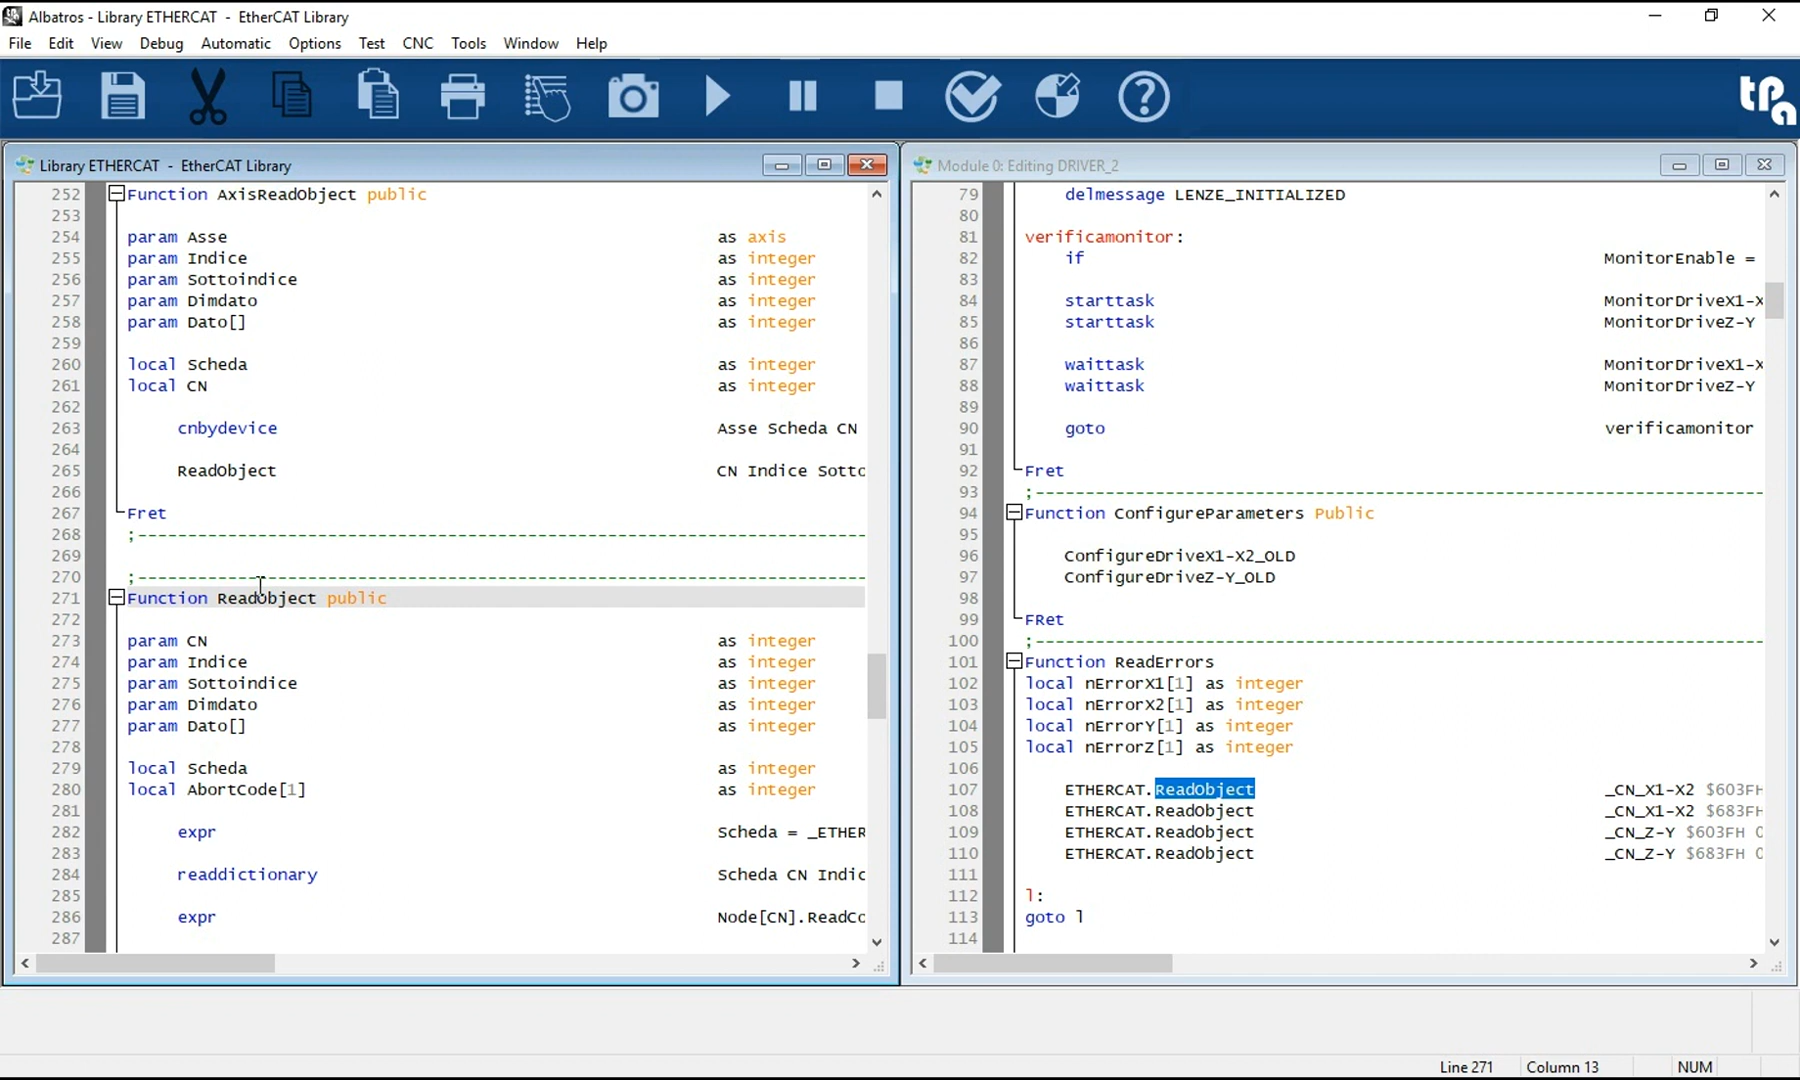 Albatros - Library ETHERCAT - EtherCAT Library
File Edit View Debug Automatic Options Test CNC Tools Window Help
tpa
Library ETHERCAT - EtherCAT Library
252 Function AxisReadObject public
253
254 param Asse as axis
255 param Indice as integer
256 param Sottoindice as integer
257 param Dimdato as integer
258 param Dato[] as integer
259
260 local Scheda as integer
261 local CN as integer
262
263 cnbydevice Asse Scheda CN
264
265 ReadObject CN Indice Sotto
266
267 Fret
268 ;------------------------------------------------------------------
269
270 ;------------------------------------------------------------------
271 Function ReadObject public
272
273 param CN as integer
274 param Indice as integer
275 param Sottoindice as integer
276 param Dimdato as integer
277 param Dato[] as integer
278
279 local Scheda as integer
280 local AbortCode[1] as integer
281
282 expr Scheda = _ETHER
283
284 readdictionary Scheda CN Indic
285
286 expr Node[CN].ReadCo
287
Module 0: Editing DRIVER_2
79 delmessage LENZE_INITIALIZED
80
81 verificamonitor:
82 if MonitorEnable =
83
84 starttask MonitorDriveX1-X
85 starttask MonitorDriveZ-Y
86
87 waittask MonitorDriveX1-X
88 waittask MonitorDriveZ-Y
89
90 goto verificamonitor
91
92 Fret
93 ;------------------------------------------------------------------
94 Function ConfigureParameters Public
95
96 ConfigureDriveX1-X2_OLD
97 ConfigureDriveZ-Y_OLD
98
99 FRet
100 ;------------------------------------------------------------------
101 Function ReadErrors
102 local nErrorX1[1] as integer
103 local nErrorX2[1] as integer
104 local nErrorY[1] as integer
105 local nErrorZ[1] as integer
106
107 ETHERCAT.ReadObject _CN_X1-X2 $603FH
108 ETHERCAT.ReadObject _CN_X1-X2 $683FH
109 ETHERCAT.ReadObject _CN_Z-Y $603FH 0
110 ETHERCAT.ReadObject _CN_Z-Y $683FH 0
111
112 l:
113 goto l
114
Line 271 Column 13 NUM